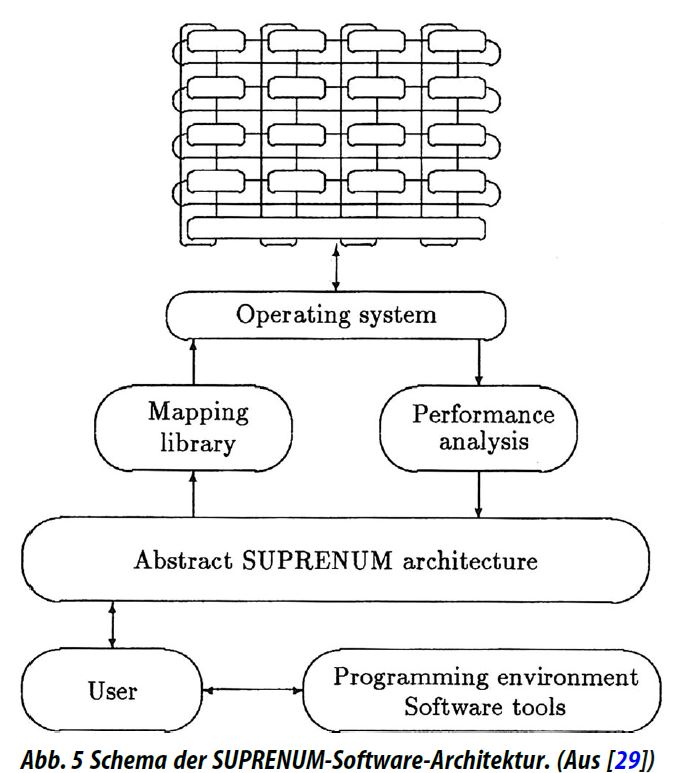 Operating system
Mapping
library
Performance
analysis
Abstract SUPRENUM architecture
User
Programming environment
Software tools
Abb. 5 Schema der SUPRENUM-Software-Architektur. (Aus [29])